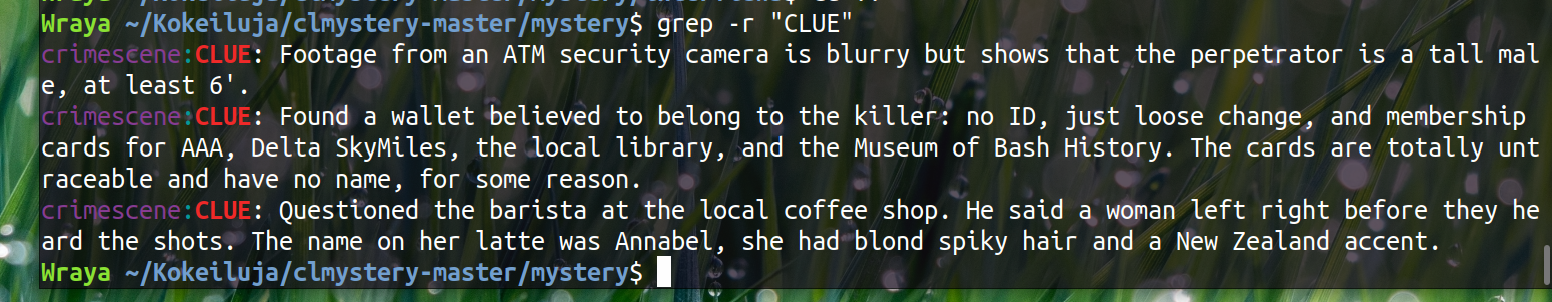 Wraya ~/Kokeiluja/clmystery-master/mystery$ grep -r "CLUE"
crimescene:CLUE: Footage from an ATM security camera is blurry but shows that the perpetrator is a tall mal
e, at least 6'.
crimescene:CLUE: Found a wallet believed to belong to the killer: no ID, just loose change, and membership
cards for AAA, Delta SkyMiles, the local library, and the Museum of Bash History. The cards are totally unt
raceable and have no name, for some reason.
crimescene:CLUE: Questioned the barista at the local coffee shop. He said a woman left right before they he
ard the shots. The name on her latte was Annabel, she had blond spiky hair and a New Zealand accent.
Wraya ~/Kokeiluja/clmystery-master/mystery$